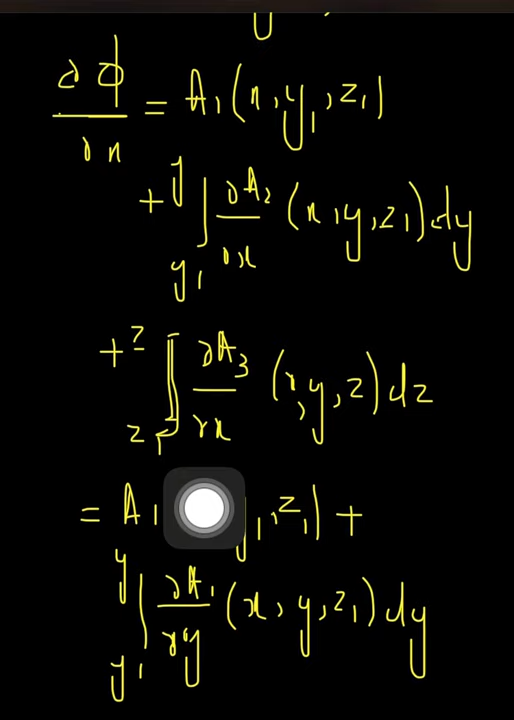 ∂ϕ/∂x = A₁(x, y₁, z₁)
+ ∫_{y₁}^{y} ∂A₂/∂x (x, y, z₁) dy
+ ∫_{z₁}^{z} ∂A₃/∂x (x, y, z) dz
= A₁ y₁, z₁) +
∫_{y₁}^{y} ∂A₁/∂y (x, y, z₁) dy